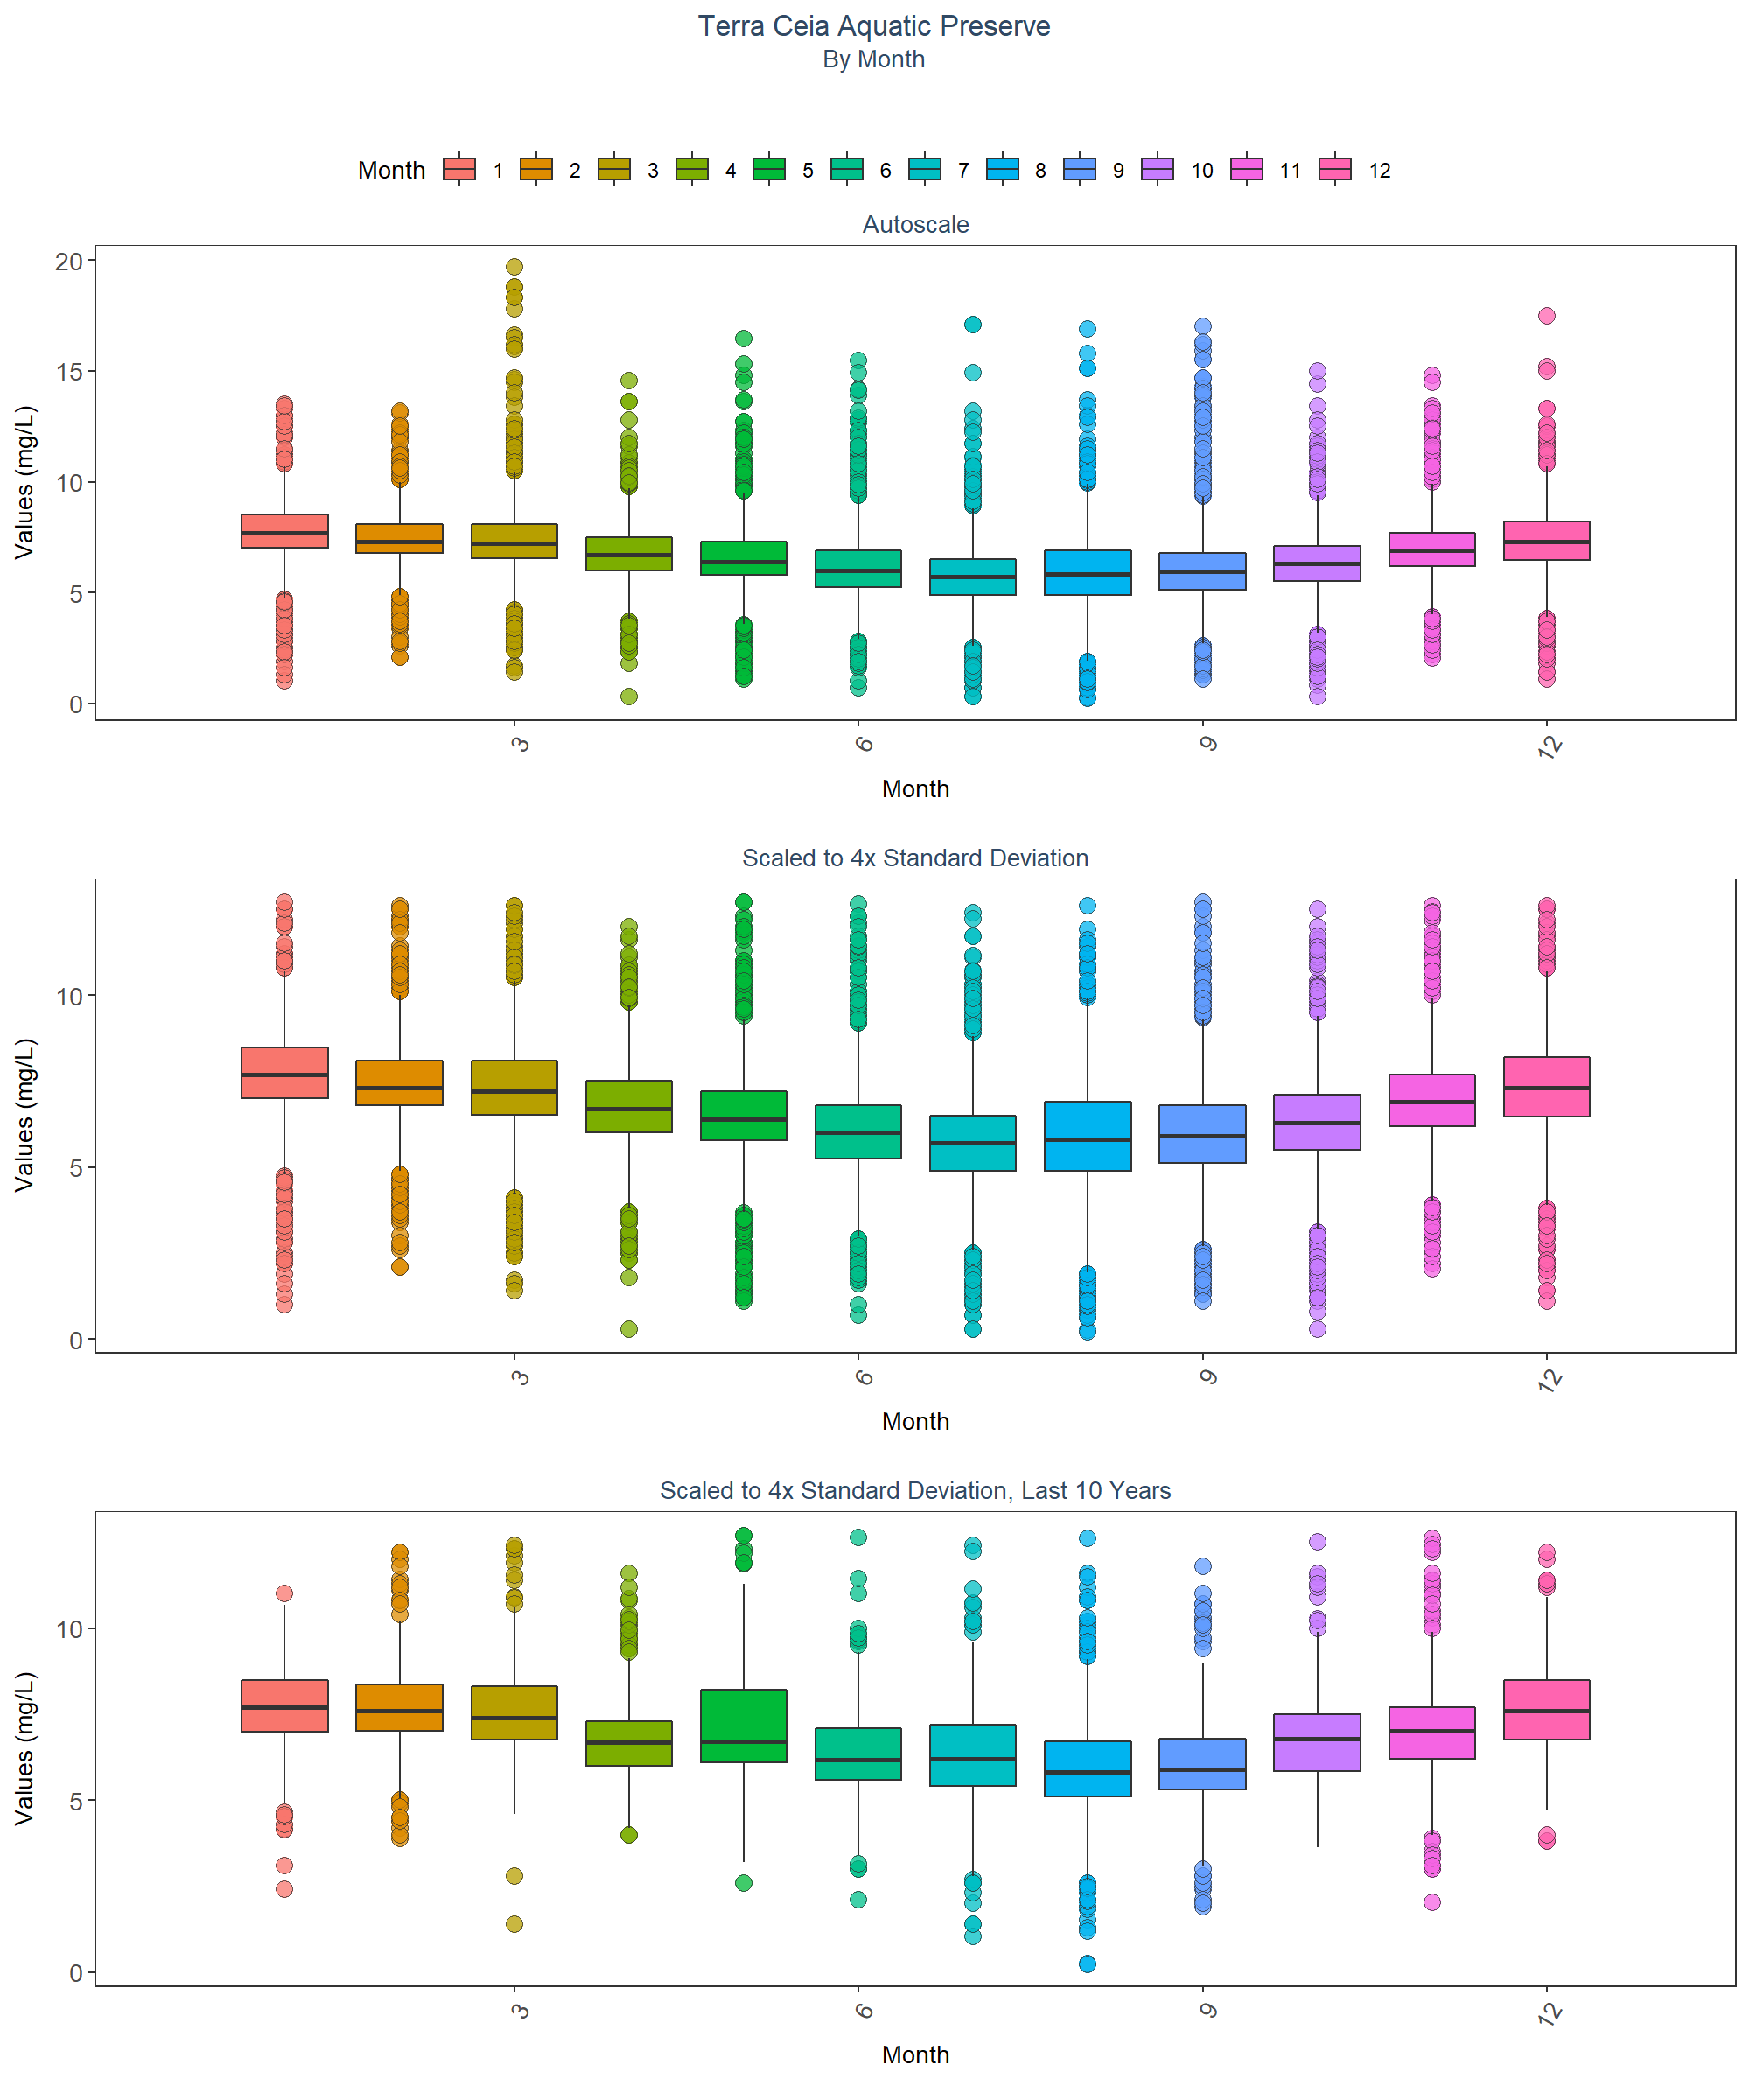 Terra Ceia Aquatic Preserve
By Month
Month 1 2 3 4 5 6 7 8 9 10 11 12
Autoscale
Values (mg/L)
20
15
10
5
0
3 6 9 12
Month
Scaled to 4x Standard Deviation
Values (mg/L)
10
5
0
3 6 9 12
Month
Scaled to 4x Standard Deviation, Last 10 Years
Values (mg/L)
10
5
0
3 6 9 12
Month